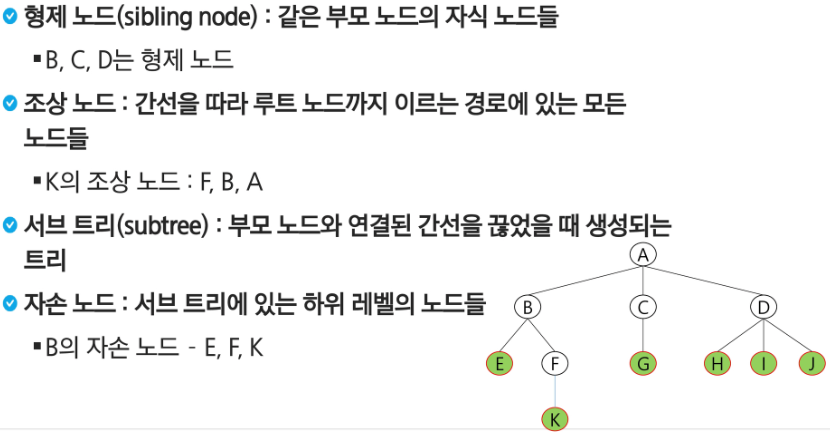 형제 노드(sibling node) : 같은 부모 노드의 자식 노드들
▪B, C, D는 형제 노드
조상 노드 : 간선을 따라 루트 노드까지 이르는 경로에 있는 모든
노드들
▪K의 조상 노드 : F, B, A
서브 트리(subtree) : 부모 노드와 연결된 간선을 끊었을 때 생성되는
트리
자손 노드 : 서브 트리에 있는 하위 레벨의 노드들
▪B의 자손 노드 - E, F, K
A
B C D
E F G H I J
K